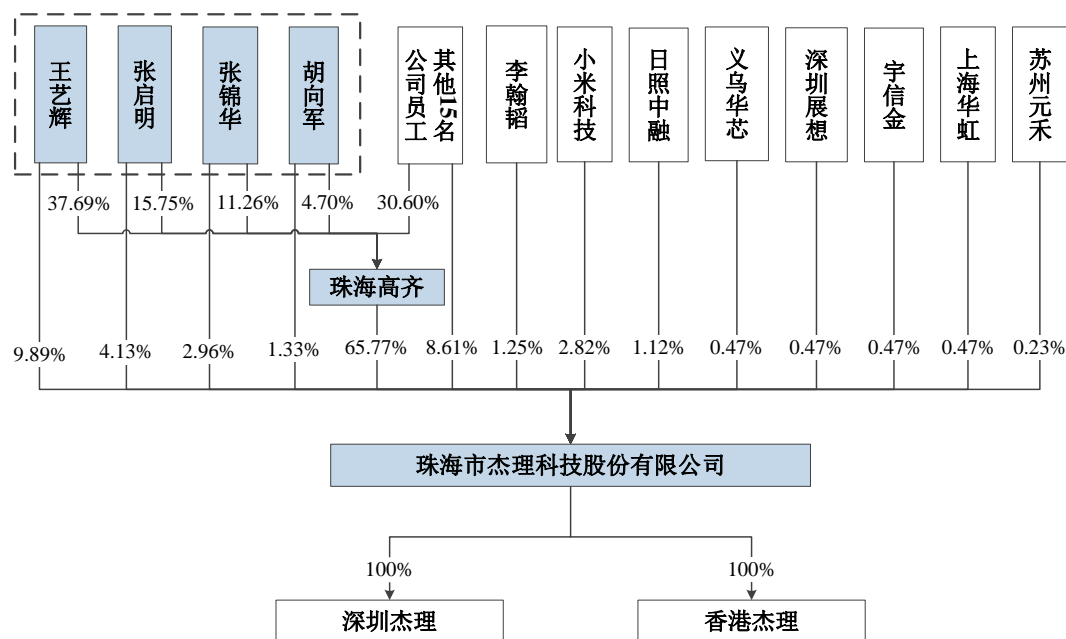 王艺辉
张启明
张锦华
胡向军
其他15名
公司员工
李翰韬
小米科技
日照中融
义乌华芯
深圳展想
宇信金
上海华虹
苏州元禾
37.69%
15.75%
11.26%
4.70%
30.60%
珠海高齐
9.89%
4.13%
2.96%
1.33%
65.77%
8.61%
1.25%
2.82%
1.12%
0.47%
0.47%
0.47%
0.47%
0.23%
珠海市杰理科技股份有限公司
100%
100%
深圳杰理
香港杰理